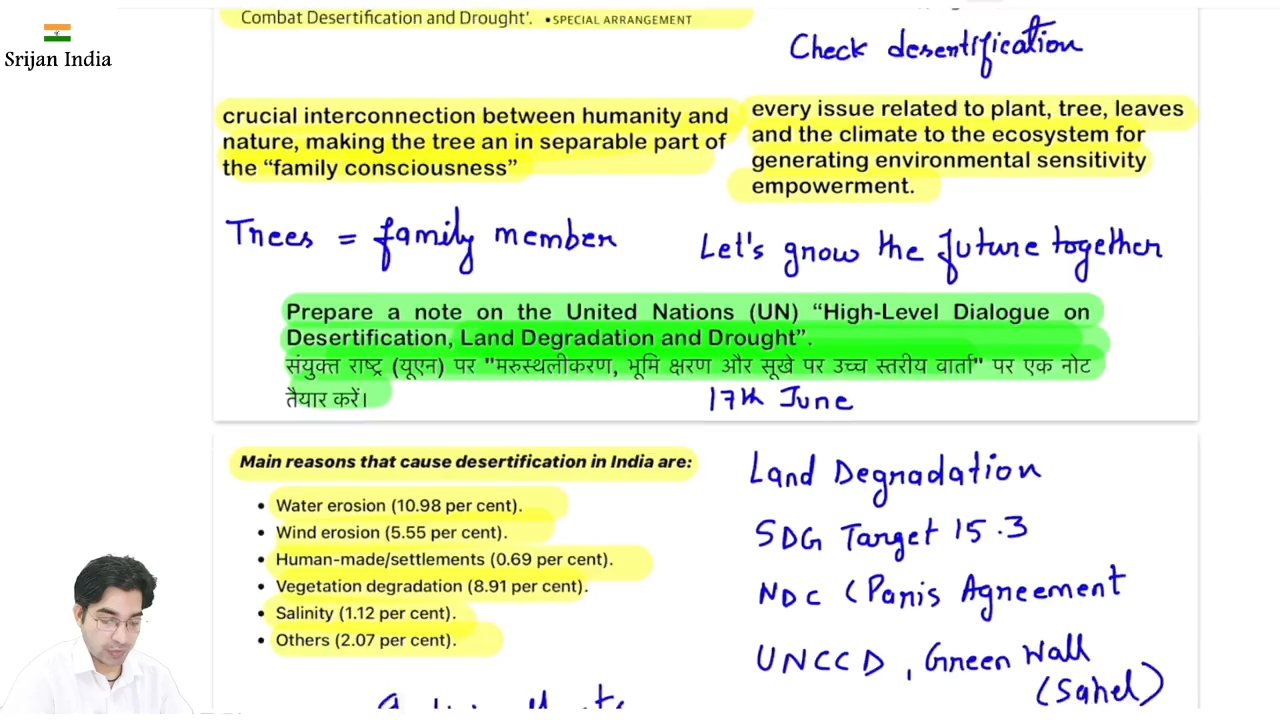 Combat Desertification and Drought'. •SPECIAL ARRANGEMENT
Srijan India
Check desertification
crucial interconnection between humanity and
nature, making the tree an in separable part of
the “family consciousness”
every issue related to plant, tree, leaves
and the climate to the ecosystem for
generating environmental sensitivity
empowerment.
Trees = family member
Let's grow the future together
Prepare a note on the United Nations (UN) “High-Level Dialogue on
Desertification, Land Degradation and Drought”.
संयुक्त राष्ट्र (यूएन) पर "मरुस्थलीकरण, भूमि क्षरण और सूखे पर उच्च स्तरीय वार्ता" पर एक नोट
तैयार करें।
17th June
Main reasons that cause desertification in India are:
• Water erosion (10.98 per cent).
• Wind erosion (5.55 per cent).
• Human-made/settlements (0.69 per cent).
• Vegetation degradation (8.91 per cent).
• Salinity (1.12 per cent).
• Others (2.07 per cent).
Land Degradation
SDG Target 15.3
NDC (Paris Agreement
UNCCD, Green Wall
(Sahel)